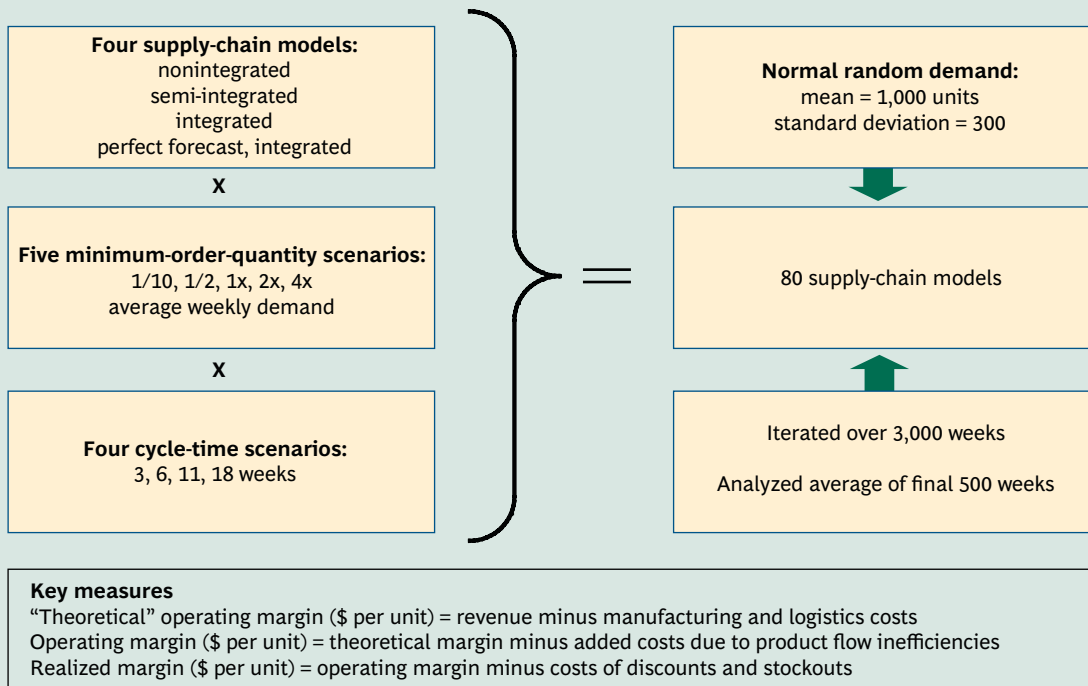 Four supply-chain models:
nonintegrated
semi-integrated
integrated
perfect forecast, integrated
X
Five minimum-order-quantity scenarios:
1/10, 1/2, 1x, 2x, 4x
average weekly demand
X
Four cycle-time scenarios:
3, 6, 11, 18 weeks
=
Normal random demand:
mean = 1,000 units
standard deviation = 300
80 supply-chain models
Iterated over 3,000 weeks
Analyzed average of final 500 weeks
Key measures
“Theoretical” operating margin ($ per unit) = revenue minus manufacturing and logistics costs
Operating margin ($ per unit) = theoretical margin minus added costs due to product flow inefficiencies
Realized margin ($ per unit) = operating margin minus costs of discounts and stockouts